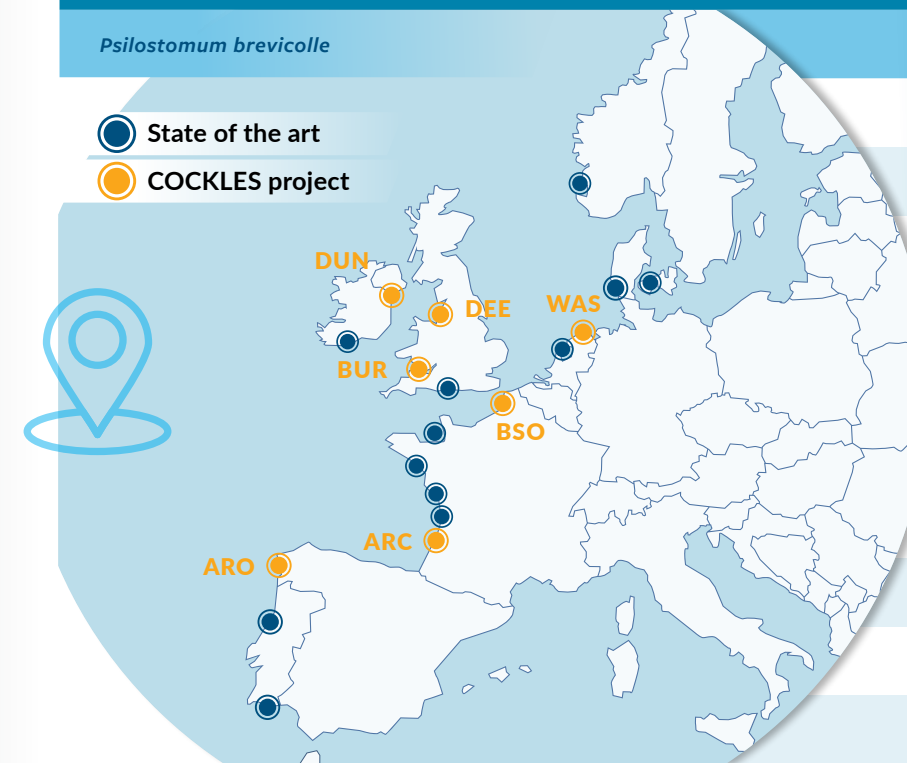 Psilostomum brevicolle
State of the art
COCKLES project
DUN
DEE
WAS
BUR
BSO
ARC
ARO